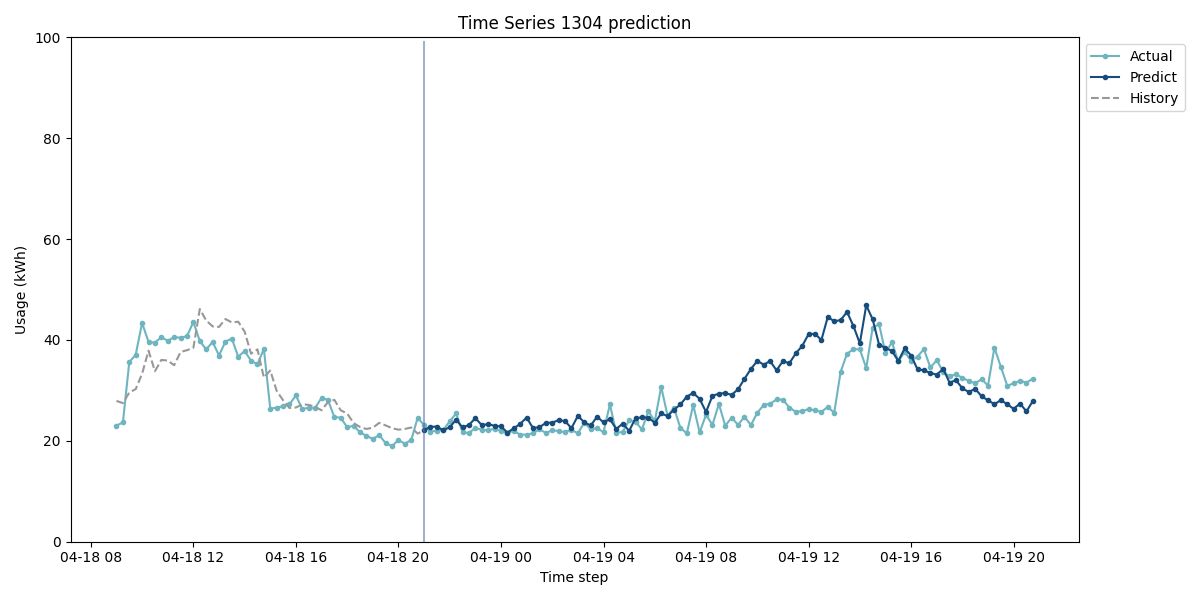 Time Series 1304 prediction
100
80
60
40
20
0
Usage (kWh)
04-18 08
04-18 12
04-18 16
04-18 20
04-19 00
04-19 04
04-19 08
04-19 12
04-19 16
04-19 20
Time step
Actual
Predict
History